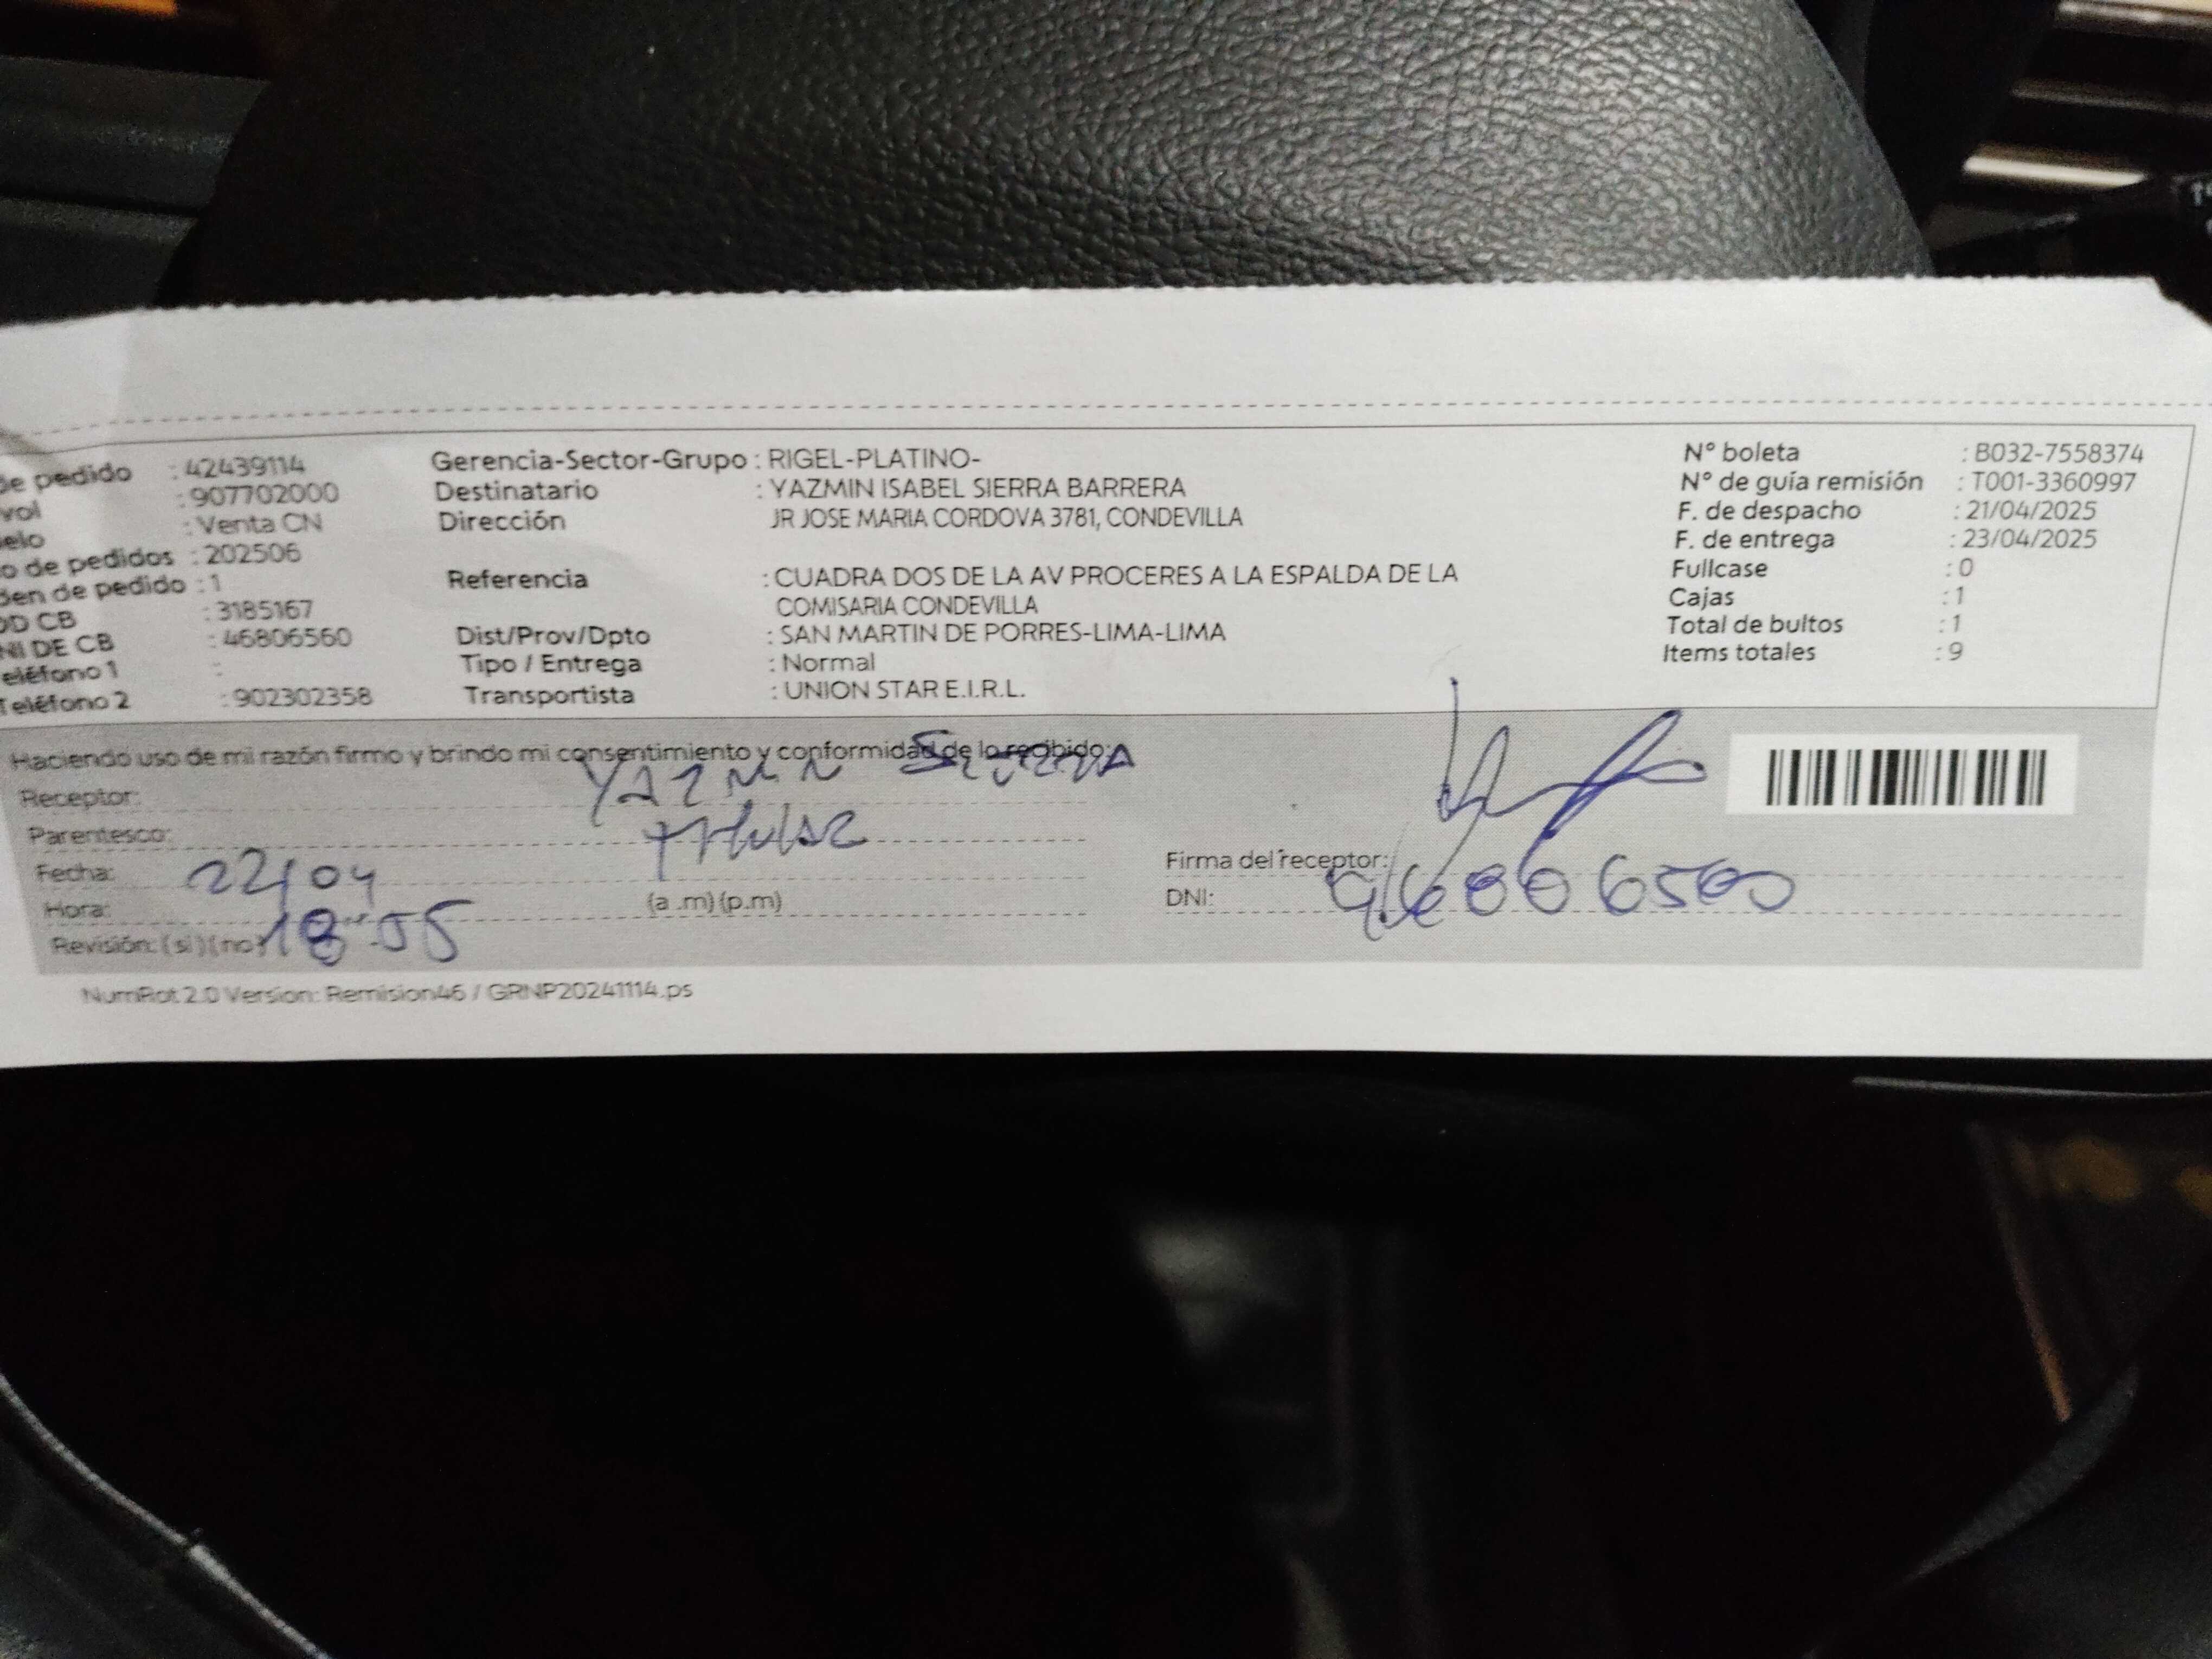 de pedido : 42439114
vol : 907702000
elo : Venta CN
o de pedidos : 202506
den de pedido : 1
OD CB : 3185167
NI DE CB : 46806560
eléfono 1 :
Teléfono 2 : 902302358
Gerencia-Sector-Grupo : RIGEL-PLATINO-
Destinatario : YAZMIN ISABEL SIERRA BARRERA
Dirección JR JOSE MARIA CORDOVA 3781, CONDEVILLA
Referencia : CUADRA DOS DE LA AV PROCERES A LA ESPALDA DE LA
COMISARIA CONDEVILLA
Dist/Prov/Dpto : SAN MARTIN DE PORRES-LIMA-LIMA
Tipo / Entrega : Normal
Transportista : UNION STAR E.I.R.L.
N° boleta : B032-7558374
N° de guía remisión : T001-3360997
F. de despacho : 21/04/2025
F. de entrega : 23/04/2025
Fullcase : 0
Cajas : 1
Total de bultos : 1
Items totales : 9
Haciendo uso de mi razón firmo y brindo mi consentimiento y conformidad de lo recibido:
Receptor: YAZMIN SIERRA
Parentesco: titular
Fecha: 22/04
Hora: 18:55 (a .m) (p.m)
Revisión: ( si ) ( no )
Firma del receptor:
DNI:
NumRot 2.0 Version: Remision46 / GRNP20241114.ps